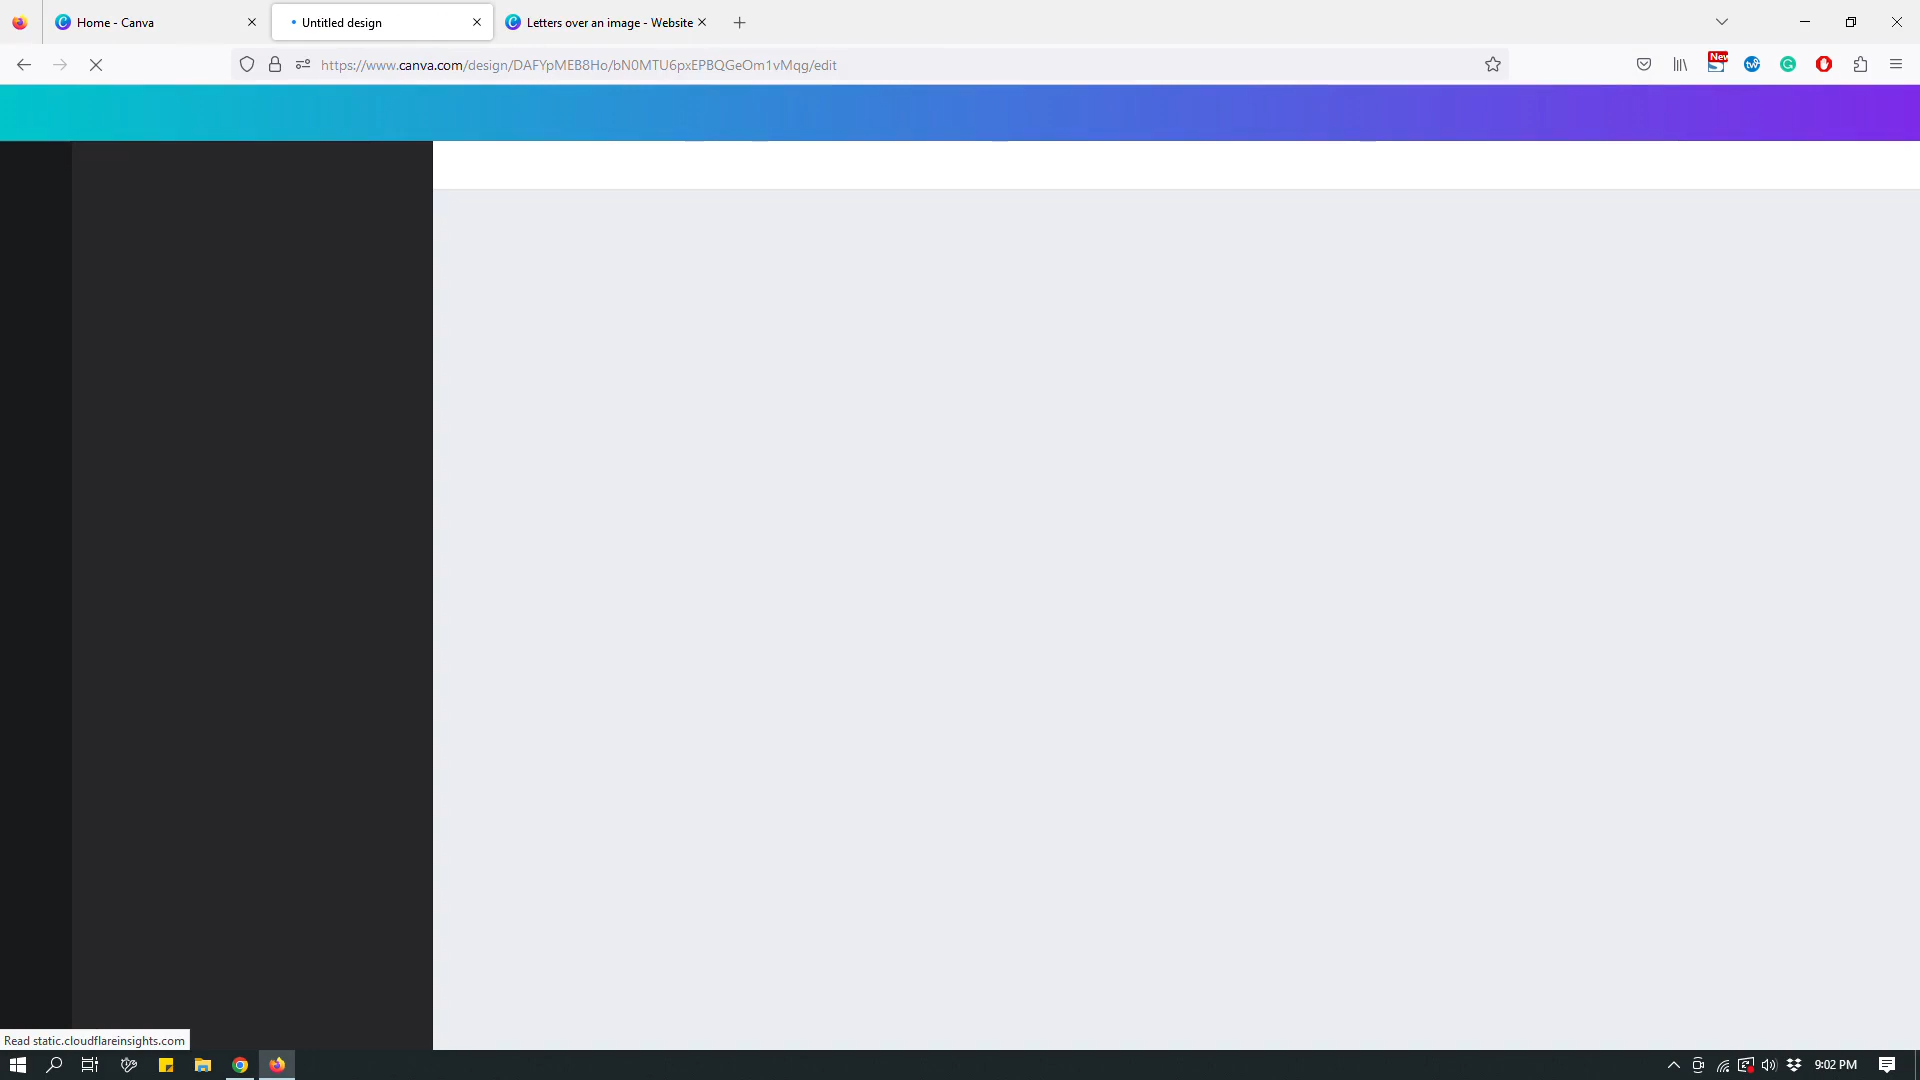 Home - Canva
Untitled design
Letters over an image - Website
https://www.canva.com/design/DAFYpMEB8Ho/bN0MTU6pxEPBQGeOm1vMqg/edit
New
Read static.cloudflareinsights.com
9:02 PM